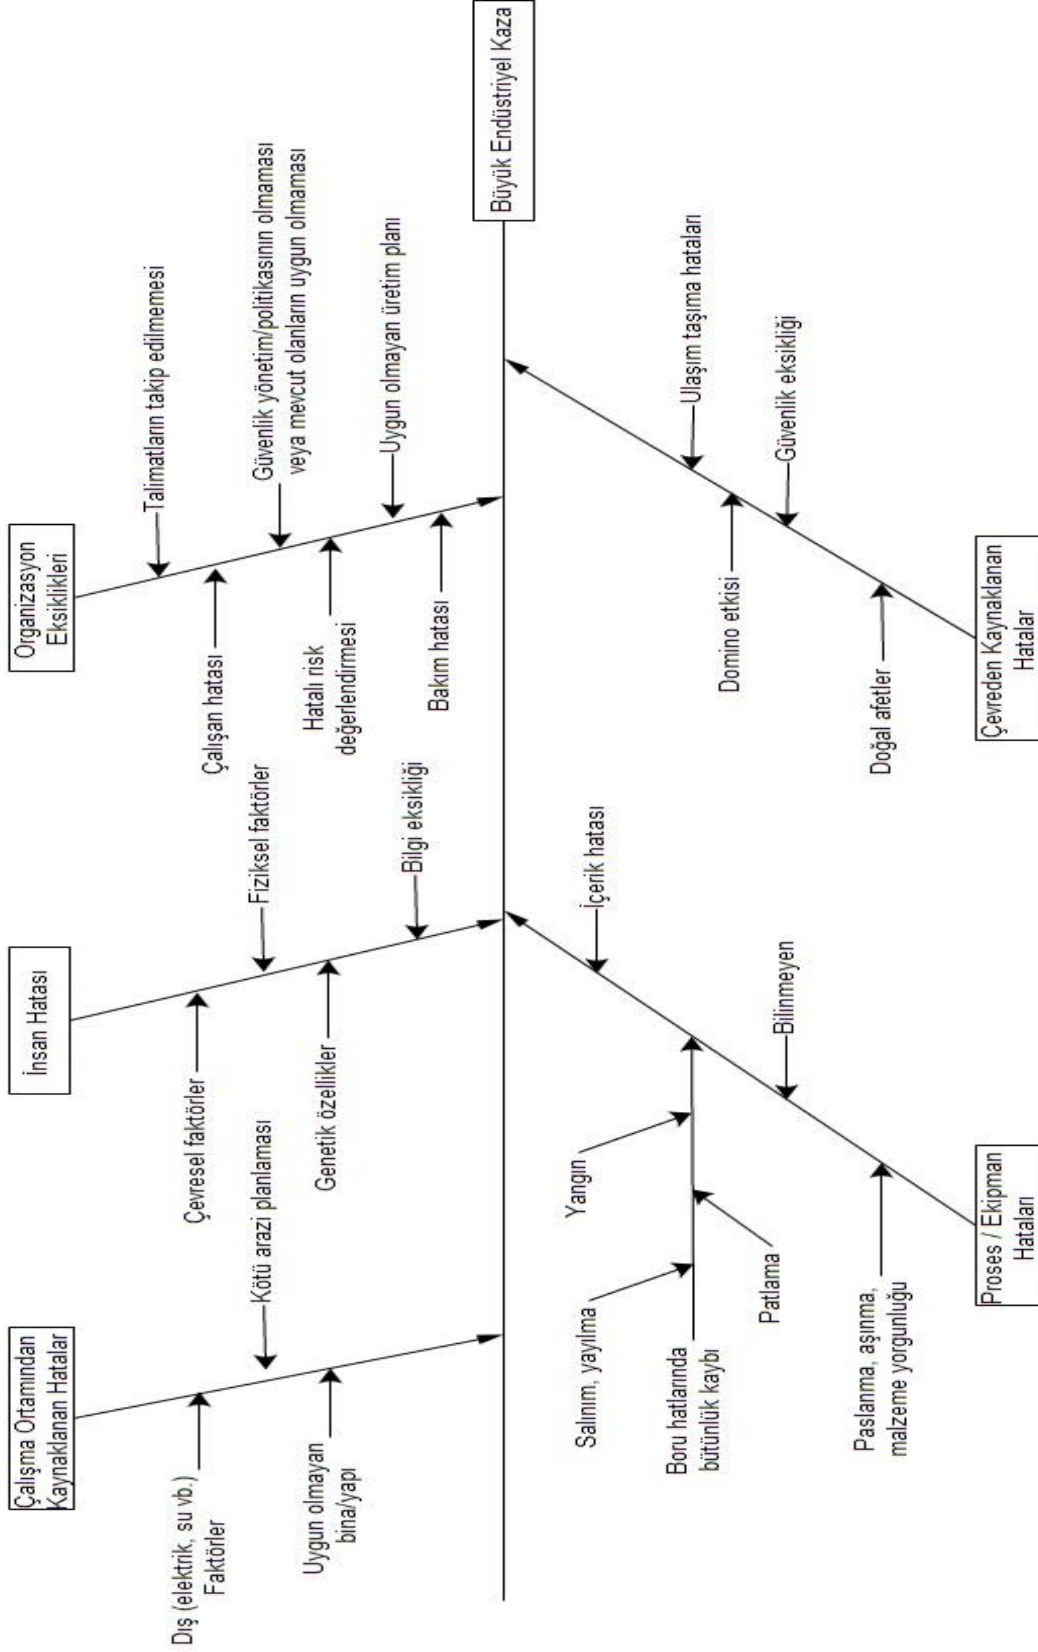 Çalışma Ortamından
Kaynaklanan Hatalar
Dış (elektrik, su vb.)
Faktörler
Kötü arazi planlaması
Uygun olmayan
bina/yapı
İnsan Hatası
Çevresel faktörler
Fiziksel faktörler
Genetik özellikler
Bilgi eksikliği
Organizasyon
Eksiklikleri
Talimatların takip edilmemesi
Çalışan hatası
Güvenlik yönetim/politikasının olmaması
veya mevcut olanların uygun olmaması
Hatalı risk
değerlendirmesi
Uygun olmayan üretim planı
Bakım hatası
Büyük Endüstriyel Kaza
İçerik hatası
Yangın
Salınım, yayılma
Boru hatlarında
bütünlük kaybı
Patlama
Bilinmeyen
Paslanma, aşınma,
malzeme yorgunluğu
Proses / Ekipman
Hataları
Ulaşım taşıma hataları
Domino etkisi
Güvenlik eksikliği
Doğal afetler
Çevreden Kaynaklanan
Hatalar